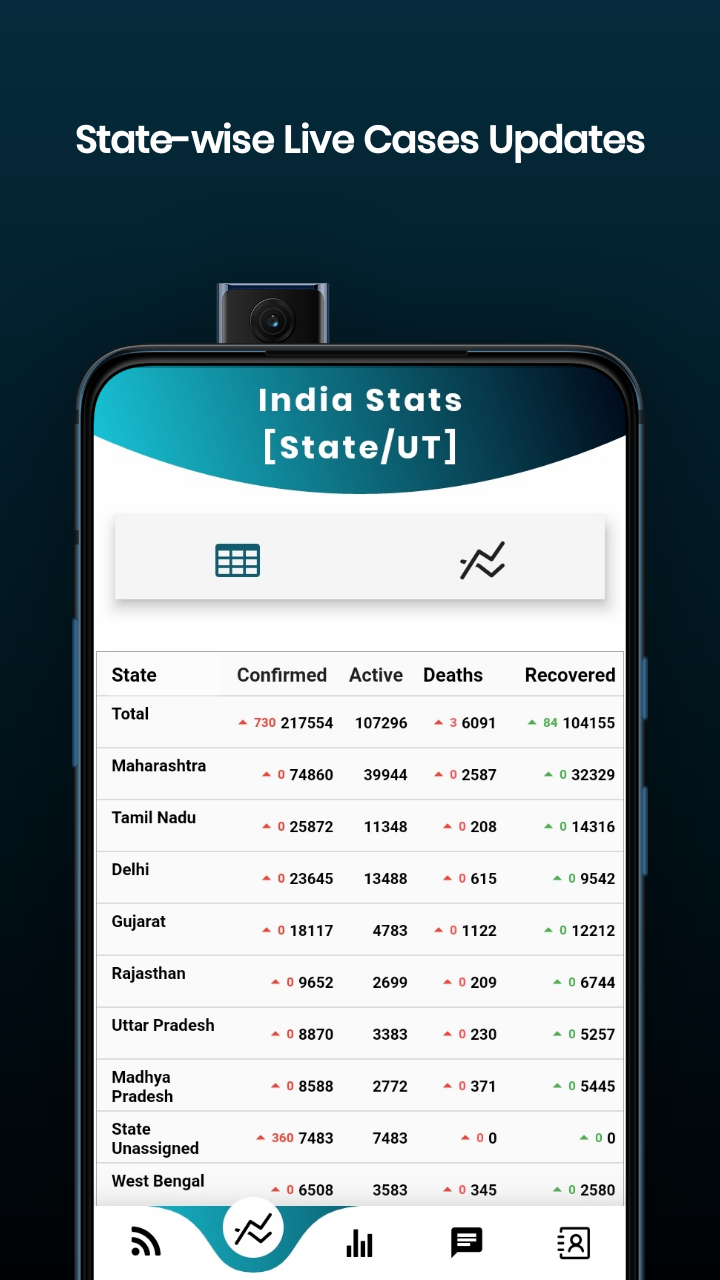 State-wise Live Cases Updates
India Stats
[State/UT]
State Confirmed Active Deaths Recovered
Total 730 217554 107296 3 6091 84 104155
Maharashtra 0 74860 39944 0 2587 0 32329
Tamil Nadu 0 25872 11348 0 208 0 14316
Delhi 0 23645 13488 0 615 0 9542
Gujarat 0 18117 4783 0 1122 0 12212
Rajasthan 0 9652 2699 0 209 0 6744
Uttar Pradesh 0 8870 3383 0 230 0 5257
Madhya
Pradesh 0 8588 2772 0 371 0 5445
State
Unassigned 360 7483 7483 0 0 0 0
West Bengal 0 6508 3583 0 345 0 2580